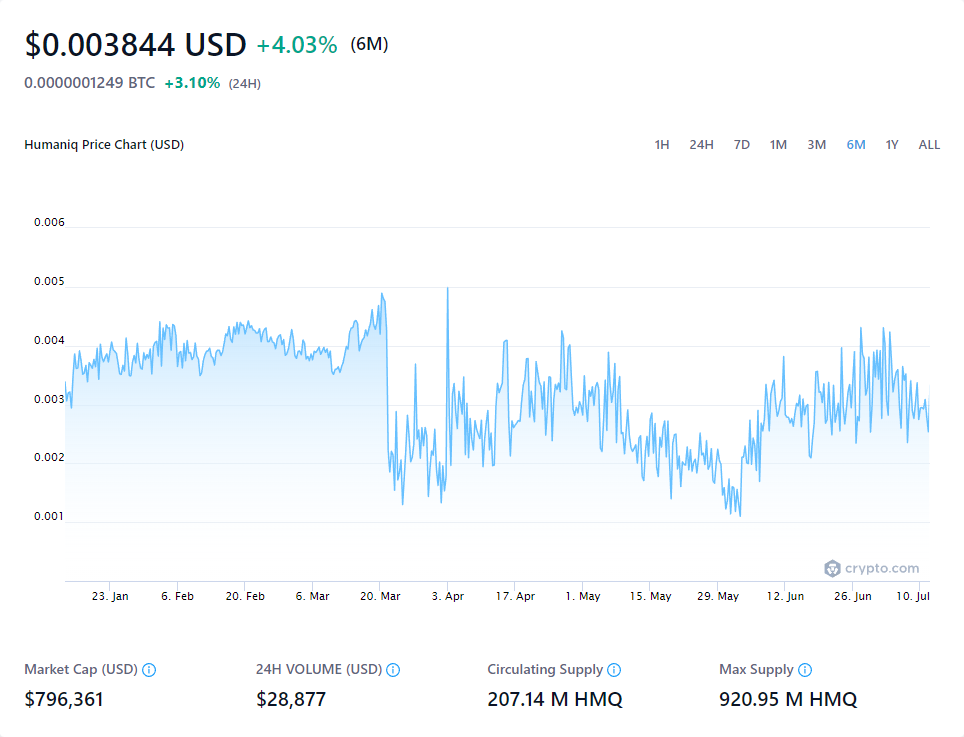 $0.003844 USD +4.03% (6M)
0.0000001249 BTC +3.10% (24H)
Humaniq Price Chart (USD) 1H 24H 7D 1M 3M 6M 1Y ALL
0.006
0.005
0.004
0.003
0.002
0.001
crypto.com
23. Jan 6. Feb 20. Feb 6. Mar 20. Mar 3. Apr 17. Apr 1. May 15. May 29. May 12. Jun 26. Jun 10. Jul
Market Cap (USD) 24H VOLUME (USD) Circulating Supply Max Supply
$796,361 $28,877 207.14 M HMQ 920.95 M HMQ